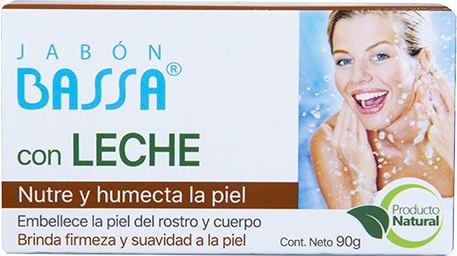 JABÓN
BASSA®
con LECHE
Nutre y humecta la piel
Embellece la piel del rostro y cuerpo
Brinda firmeza y suavidad a la piel
Cont. Neto 90g
Producto
Natural